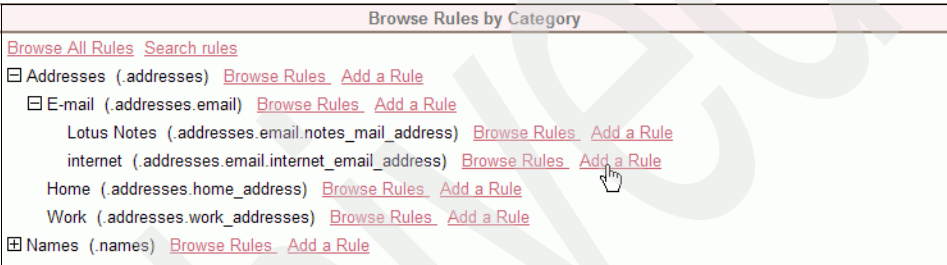 Browse Rules by Category
Browse All Rules Search rules
Addresses (.addresses) Browse Rules Add a Rule
E-mail (.addresses.email) Browse Rules Add a Rule
Lotus Notes (.addresses.email.notes_mail_address) Browse Rules Add a Rule
internet (.addresses.email.internet_email_address) Browse Rules Add a Rule
Home (.addresses.home_address) Browse Rules Add a Rule
Work (.addresses.work_addresses) Browse Rules Add a Rule
Names (.names) Browse Rules Add a Rule